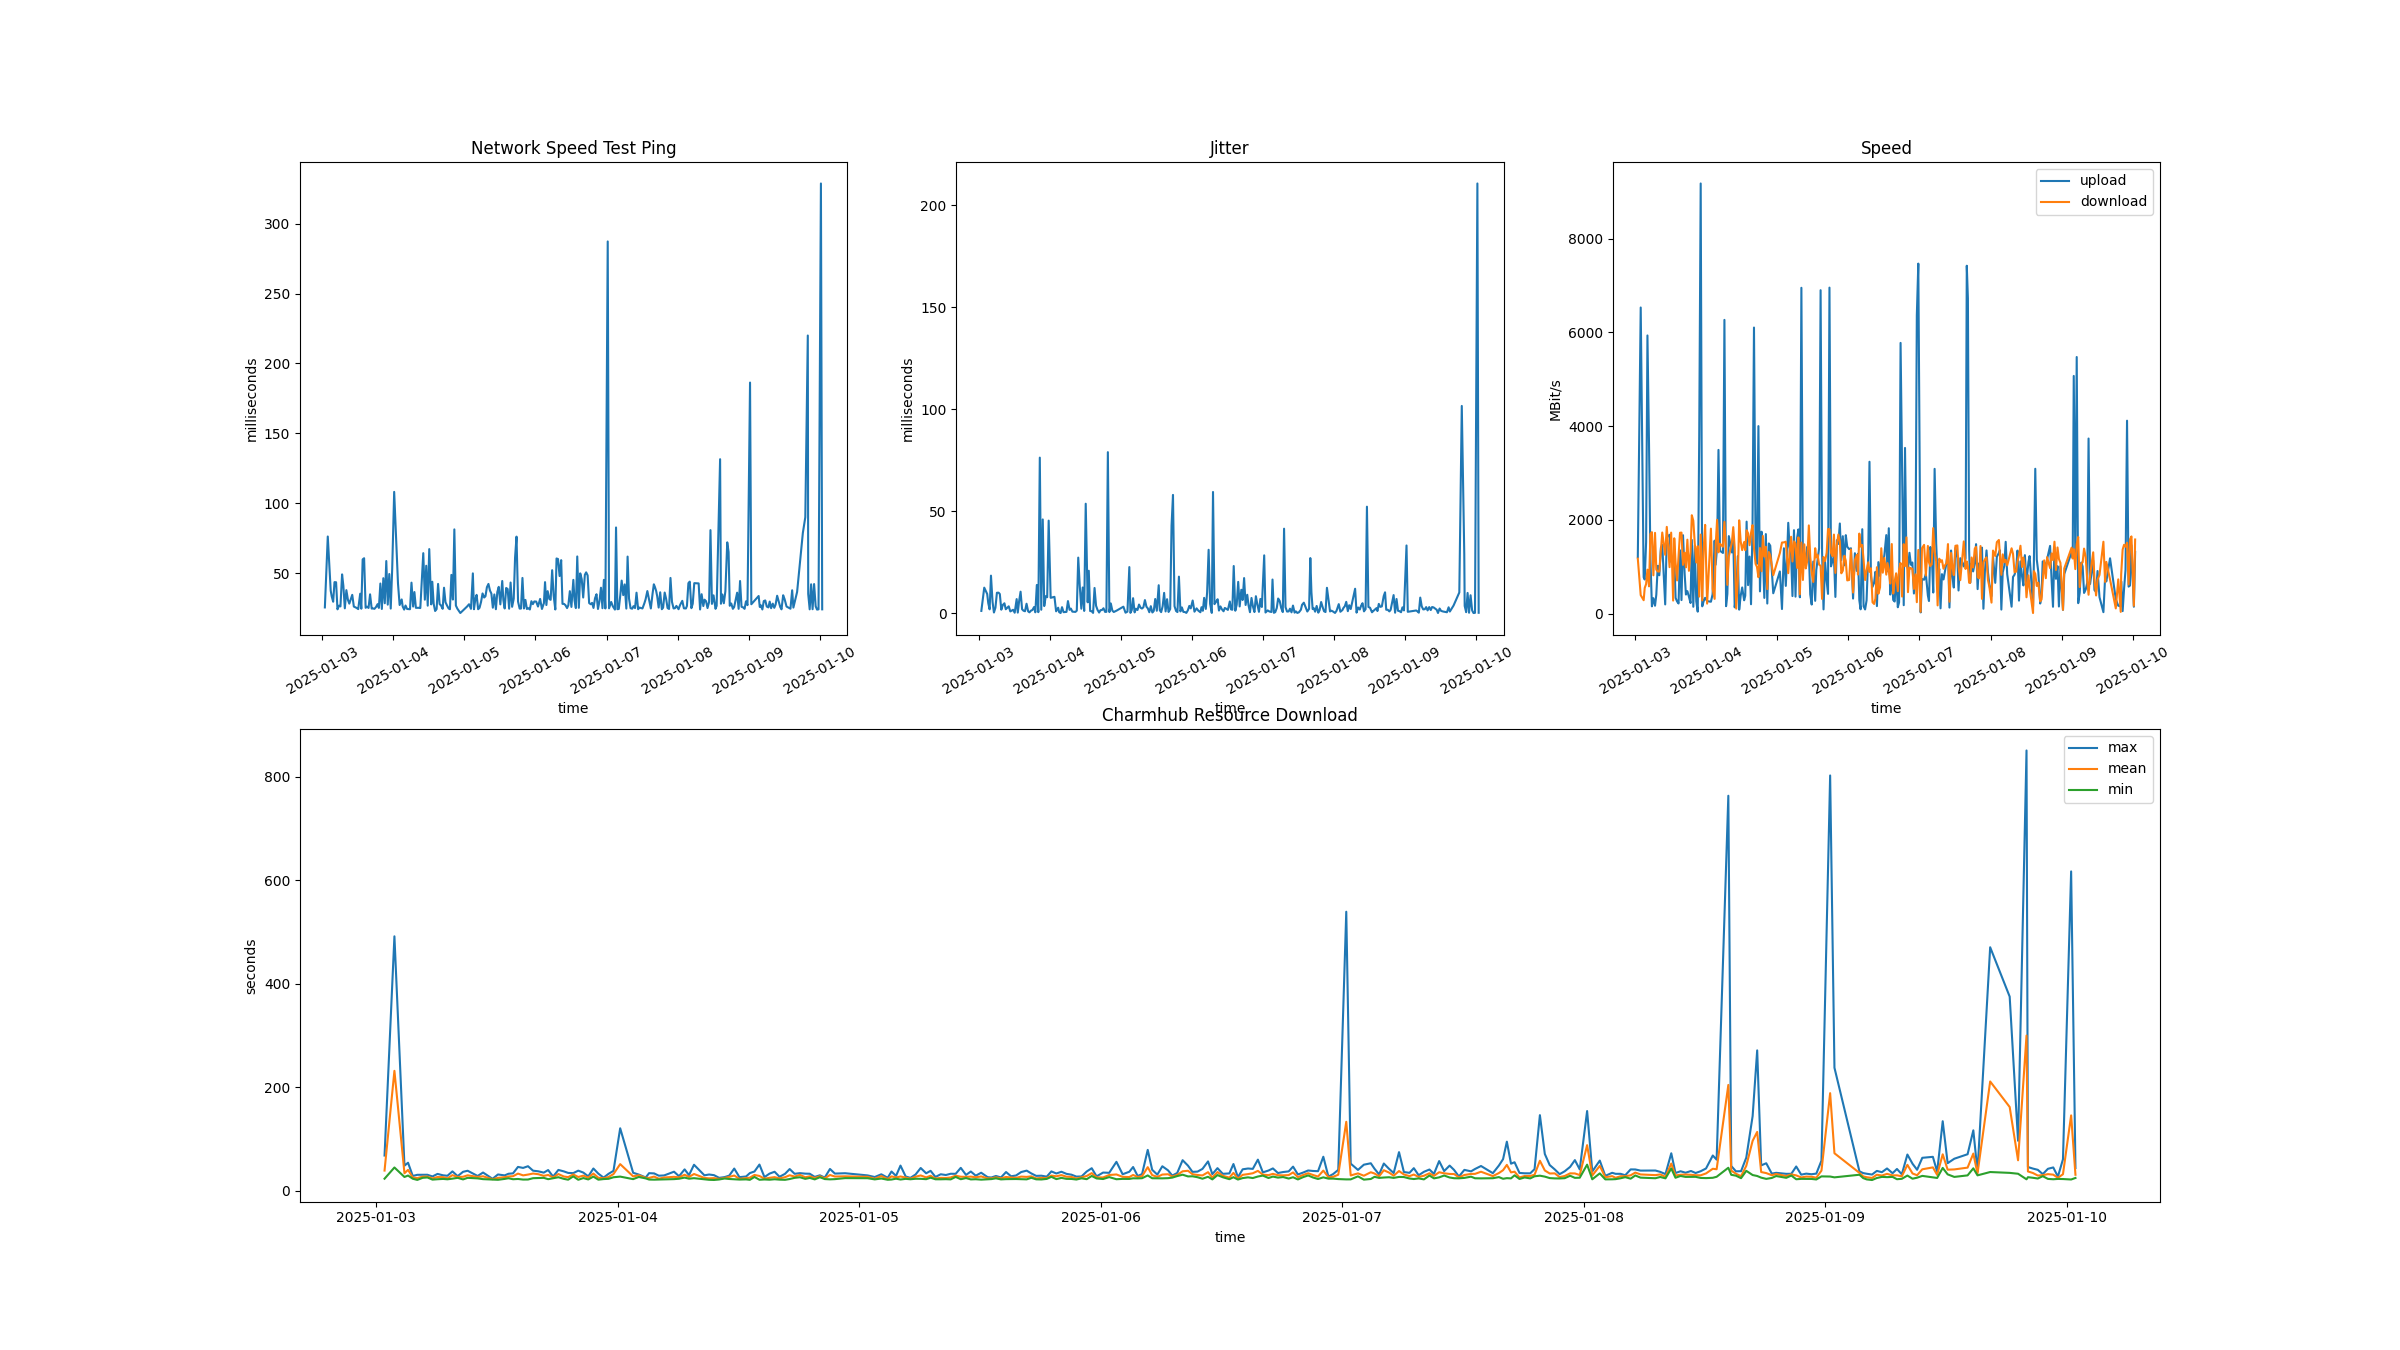 Network Speed Test Ping
milliseconds
300
250
200
150
100
50
2025-01-03 2025-01-04 2025-01-05 2025-01-06 2025-01-07 2025-01-08 2025-01-09 2025-01-10
time
Jitter
milliseconds
200
150
100
50
0
2025-01-03 2025-01-04 2025-01-05 2025-01-06 2025-01-07 2025-01-08 2025-01-09 2025-01-10
time
Speed
upload
download
MBit/s
8000
6000
4000
2000
0
2025-01-03 2025-01-04 2025-01-05 2025-01-06 2025-01-07 2025-01-08 2025-01-09 2025-01-10
time
Charmhub Resource Download
max
mean
min
seconds
800
600
400
200
0
2025-01-03 2025-01-04 2025-01-05 2025-01-06 2025-01-07 2025-01-08 2025-01-09 2025-01-10
time